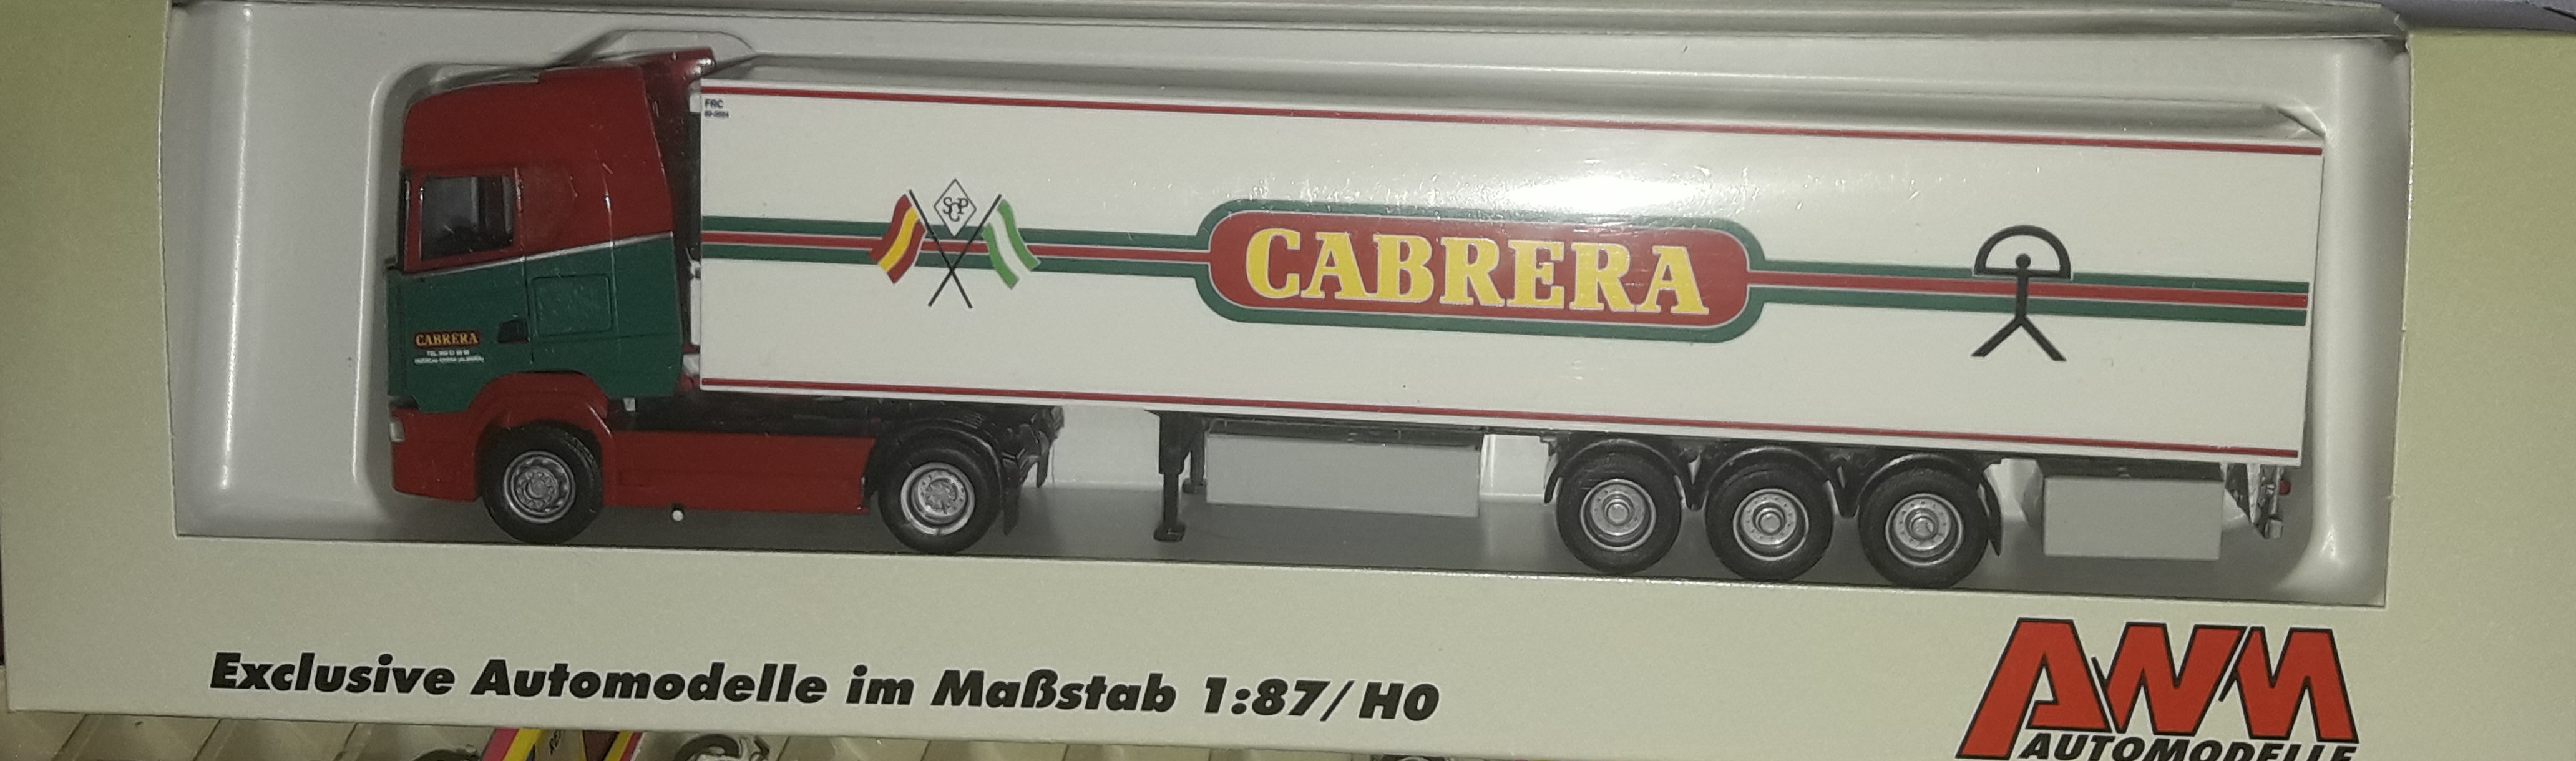 FRC
SCP
CABRERA
CABRERA
Exclusive Automodelle im Maßstab 1:87/H0
AWM
AUTOMODELLE